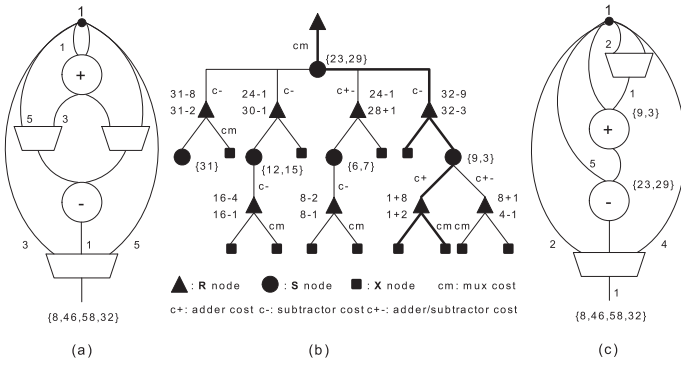 1
1
+
5
3
-
3
1
5
{8,46,58,32}
(a)
cm
{23,29}
31-8
31-2
c-
24-1
30-1
c-
c+-
24-1
28+1
c-
32-9
32-3
cm
{31}
{12,15}
{6,7}
{9,3}
c-
c-
c+
c+-
16-4
16-1
8-2
8-1
1+8
1+2
8+1
4-1
cm
cm
cm
cm
: R node
: S node
: X node
cm: mux cost
c+: adder cost c-: subtractor cost c+-: adder/subtractor cost
(b)
1
2
1
+
{9,3}
5
{23,29}
-
2
4
1
{8,46,58,32}
(c)